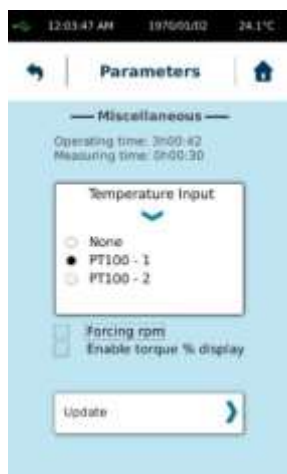 12:03:47 AM 1970/01/02 24.1°C
Parameters
Miscellaneous
Operating time: 3h00:42
Measuring time: 0h00:30
Temperature Input
None
PT100 - 1
PT100 - 2
Forcing rpm
Enable torque % display
Update